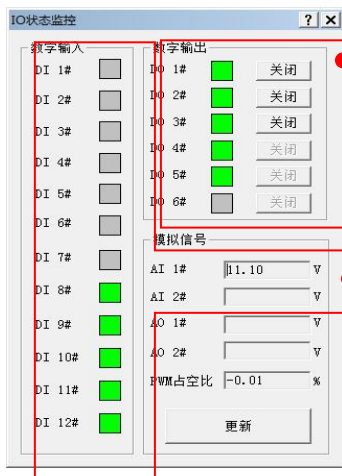 IO状态监控
数字输入
DI 1#
DI 2#
DI 3#
DI 4#
DI 5#
DI 6#
DI 7#
DI 8#
DI 9#
DI 10#
DI 11#
DI 12#
数字输出
DO 1# 关闭
DO 2# 关闭
DO 3# 关闭
DO 4# 关闭
DO 5# 关闭
DO 6# 关闭
模拟信号
AI 1# 11.10 V
AI 2# V
AO 1# V
AO 2# V
PWM占空比 -0.01 %
更新